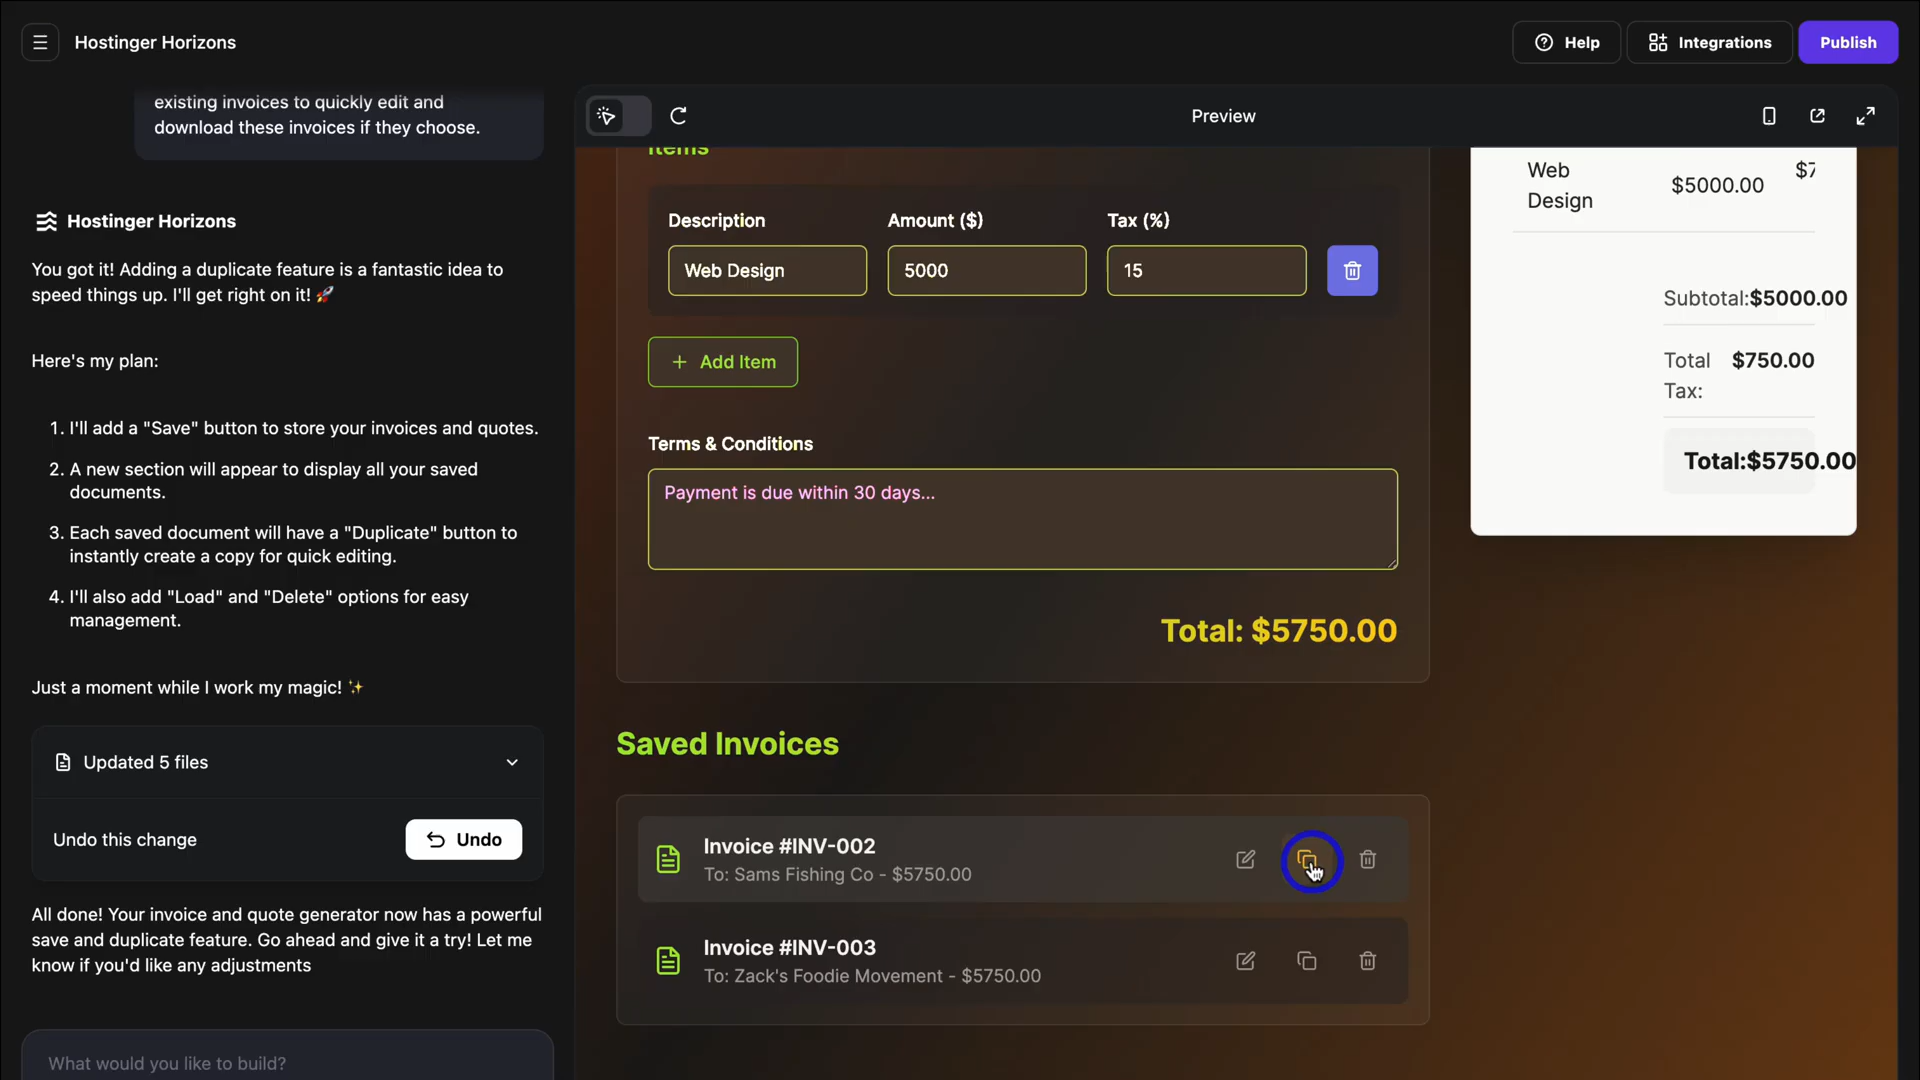 Hostinger Horizons
Help
Integrations
Publish
existing invoices to quickly edit and
download these invoices if they choose.
Hostinger Horizons
You got it! Adding a duplicate feature is a fantastic idea to
speed things up. I'll get right on it! 🚀
Here's my plan:
1. I'll add a "Save" button to store your invoices and quotes.
2. A new section will appear to display all your saved
documents.
3. Each saved document will have a "Duplicate" button to
instantly create a copy for quick editing.
4. I'll also add "Load" and "Delete" options for easy
management.
Just a moment while I work my magic! ✨
Updated 5 files
Undo this change
Undo
All done! Your invoice and quote generator now has a powerful
save and duplicate feature. Go ahead and give it a try! Let me
know if you'd like any adjustments
What would you like to build?
Preview
Items
Description
Amount ($)
Tax (%)
Web Design
5000
15
+ Add Item
Terms & Conditions
Payment is due within 30 days...
Total: $5750.00
Saved Invoices
Invoice #INV-002
To: Sams Fishing Co - $5750.00
Invoice #INV-003
To: Zack's Foodie Movement - $5750.00
Web
Design
$5000.00
Subtotal:$5000.00
Total
Tax:
$750.00
Total:$5750.00